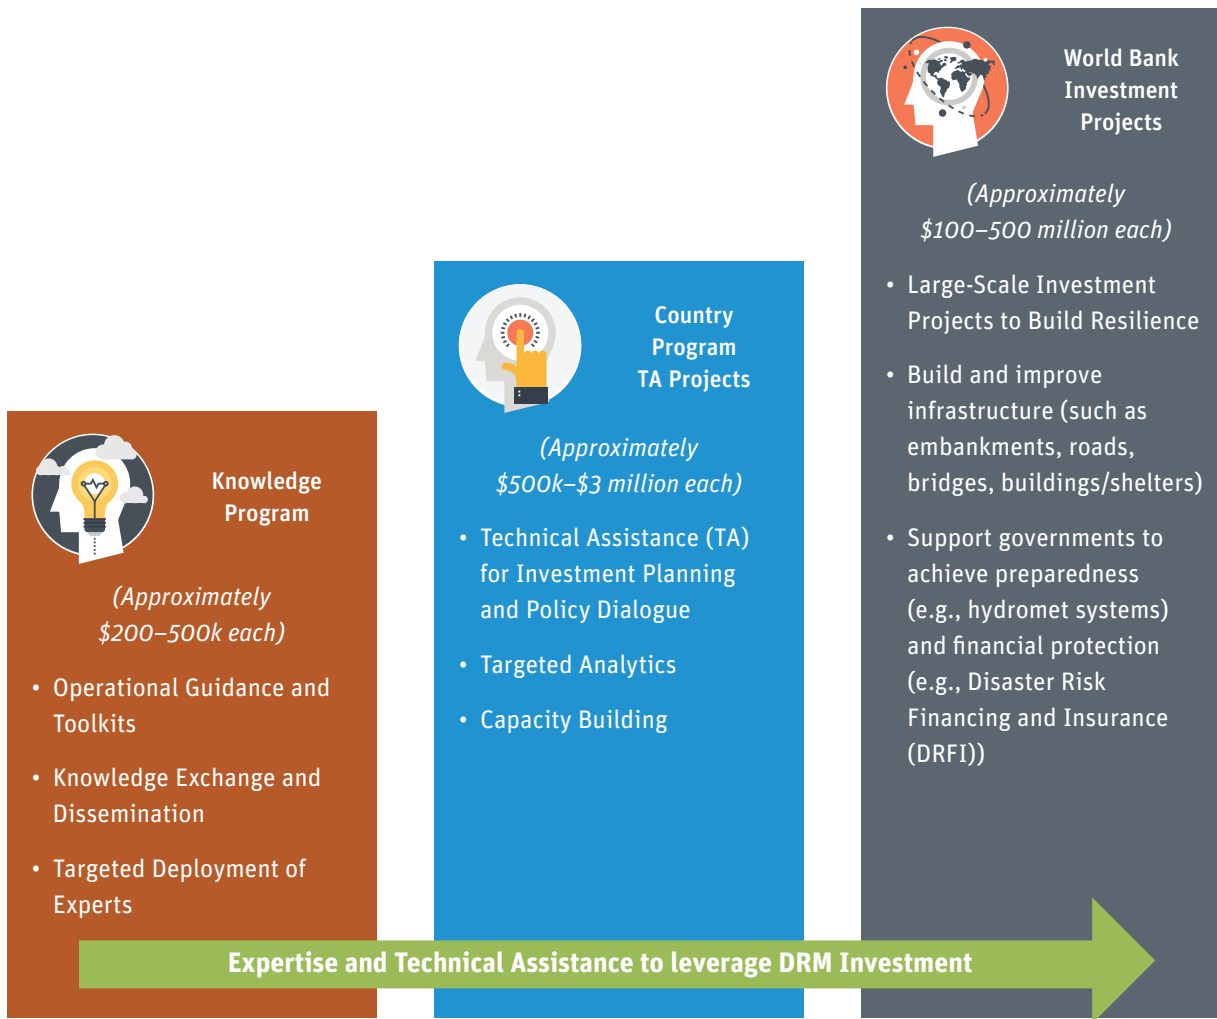 Knowledge
Program
(Approximately
$200–500k each)
• Operational Guidance and
Toolkits
• Knowledge Exchange and
Dissemination
• Targeted Deployment of
Experts
Country
Program
TA Projects
(Approximately
$500k–$3 million each)
• Technical Assistance (TA)
for Investment Planning
and Policy Dialogue
• Targeted Analytics
• Capacity Building
World Bank
Investment
Projects
(Approximately
$100–500 million each)
• Large-Scale Investment
Projects to Build Resilience
• Build and improve
infrastructure (such as
embankments, roads,
bridges, buildings/shelters)
• Support governments to
achieve preparedness
(e.g., hydromet systems)
and financial protection
(e.g., Disaster Risk
Financing and Insurance
(DRFI))
Expertise and Technical Assistance to leverage DRM Investment